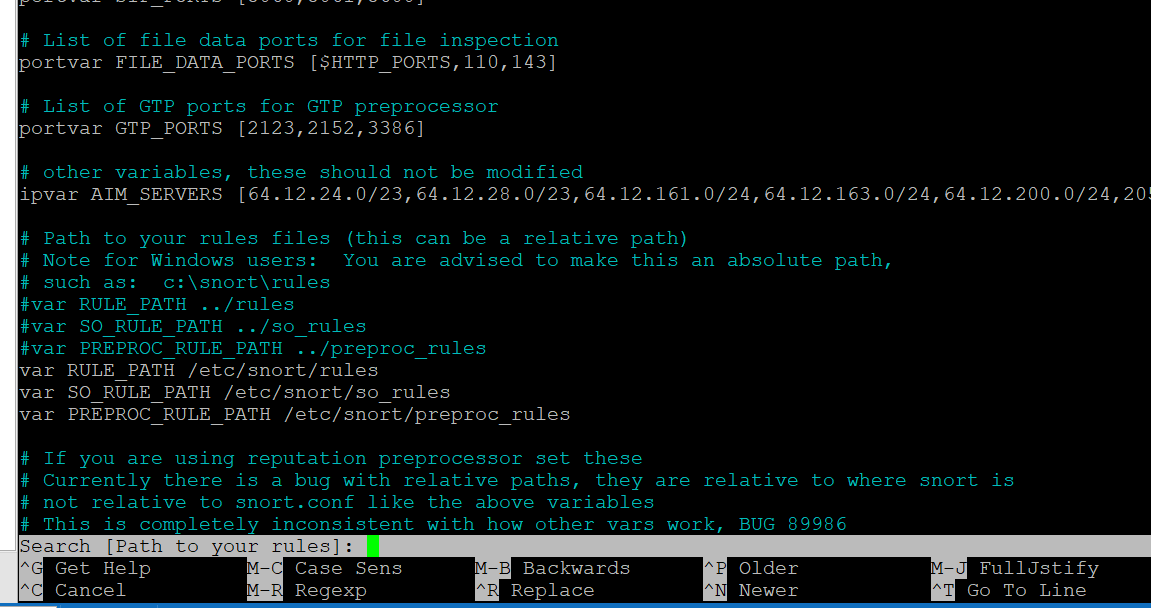 # List of file data ports for file inspection
portvar FILE_DATA_PORTS [$HTTP_PORTS,110,143]
# List of GTP ports for GTP preprocessor
portvar GTP_PORTS [2123,2152,3386]
# other variables, these should not be modified
ipvar AIM_SERVERS [64.12.24.0/23,64.12.28.0/23,64.12.161.0/24,64.12.163.0/24,64.12.200.0/24,205
# Path to your rules files (this can be a relative path)
# Note for Windows users:  You are advised to make this an absolute path,
# such as:  c:\snort\rules
#var RULE_PATH ../rules
#var SO_RULE_PATH ../so_rules
#var PREPROC_RULE_PATH ../preproc_rules
var RULE_PATH /etc/snort/rules
var SO_RULE_PATH /etc/snort/so_rules
var PREPROC_RULE_PATH /etc/snort/preproc_rules
# If you are using reputation preprocessor set these
# Currently there is a bug with relative paths, they are relative to where snort is
# not relative to snort.conf like the above variables
# This is completely inconsistent with how other vars work, BUG 89986
Search [Path to your rules]:
^G Get Help M-C Case Sens M-B Backwards ^P Older M-J FullJstify
^C Cancel M-R Regexp ^R Replace ^N Newer ^T Go To Line